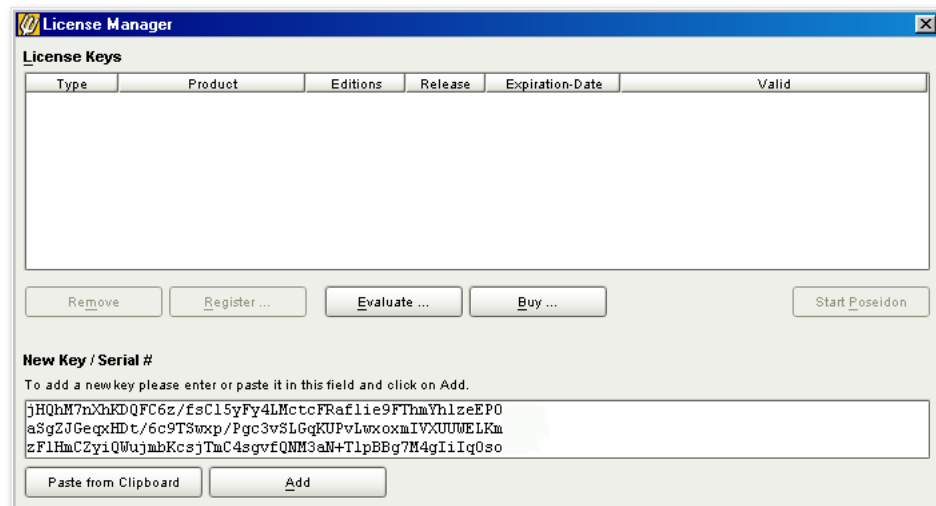 License Manager
License Keys
Type Product Editions Release Expiration-Date Valid
Remove Register ... Evaluate ... Buy ... Start Poseidon
New Key / Serial #
To add a new key please enter or paste it in this field and click on Add.
jHQhM7nXhKDQFC6z/fsCl5yFy4LMctcFRaflie9FThmYhlzeEPO
aSgZJGeqxHDt/6c9TSwxp/Pgc3vSLGqKUPvLwxoxmIVXUUWELKm
zFlHmCZyiQWujmbKcsjTmC4sgvfQNM3aN+TlpBBg7M4gIiIqOso
Paste from Clipboard Add